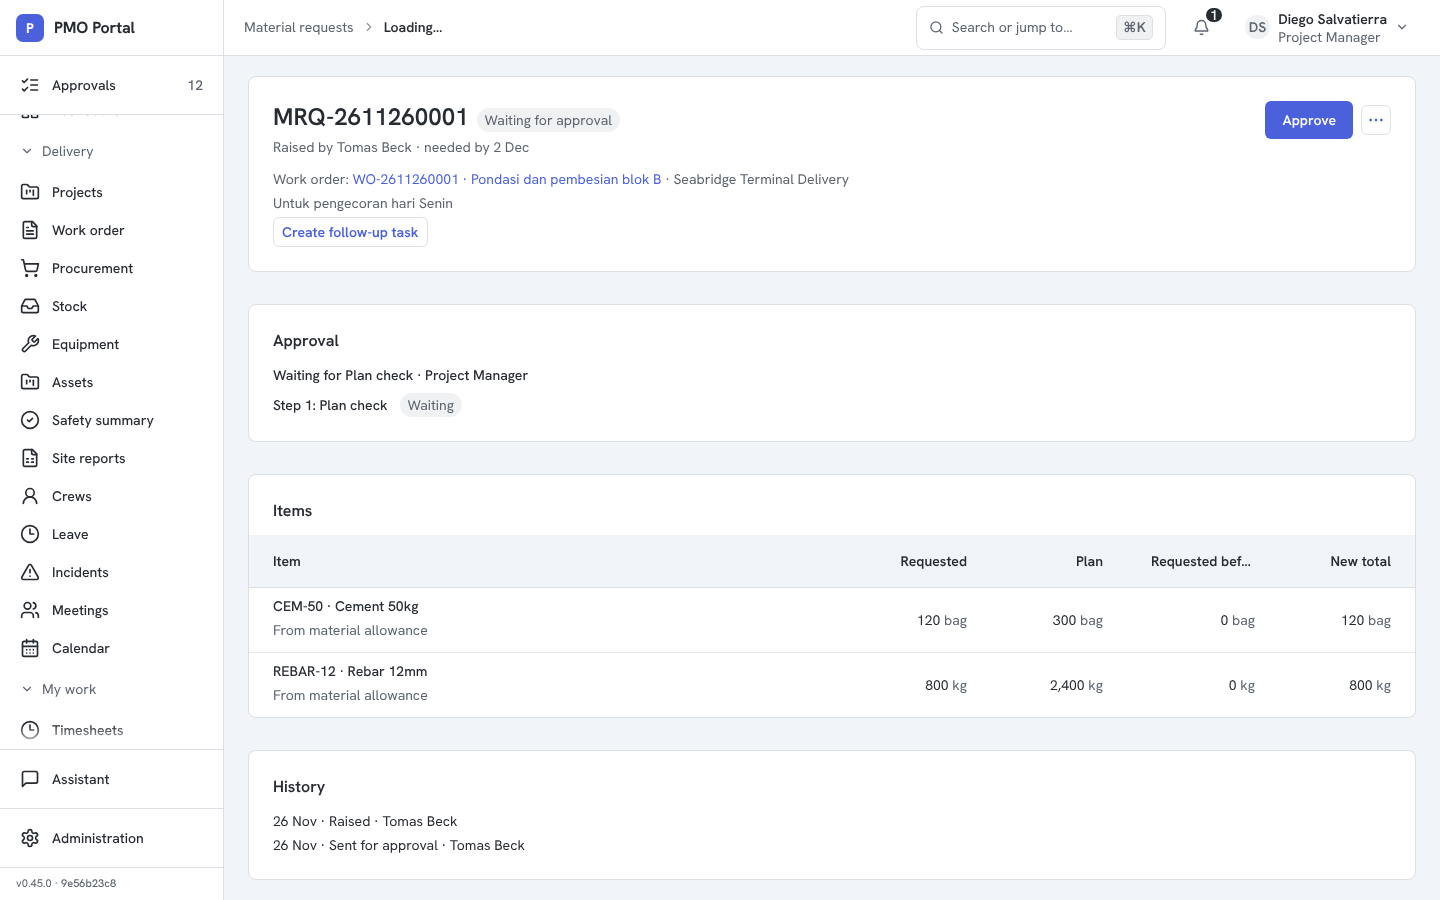 P PMO Portal
Material requests > Loading...
Search or jump to... ⌘K
1
DS Diego Salvatierra
Project Manager
Approvals 12
Delivery
Projects
Work order
Procurement
Stock
Equipment
Assets
Safety summary
Site reports
Crews
Leave
Incidents
Meetings
Calendar
My work
Timesheets
Assistant
Administration
v0.45.0 · 9e56b23c8
MRQ-2611260001 Waiting for approval
Approve ...
Raised by Tomas Beck · needed by 2 Dec
Work order: WO-2611260001 · Pondasi dan pembesian blok B · Seabridge Terminal Delivery
Untuk pengecoran hari Senin
Create follow-up task
Approval
Waiting for Plan check · Project Manager
Step 1: Plan check Waiting
Items
Item Requested Plan Requested bef... New total
CEM-50 · Cement 50kg
From material allowance
120 bag 300 bag 0 bag 120 bag
REBAR-12 · Rebar 12mm
From material allowance
800 kg 2,400 kg 0 kg 800 kg
History
26 Nov · Raised · Tomas Beck
26 Nov · Sent for approval · Tomas Beck